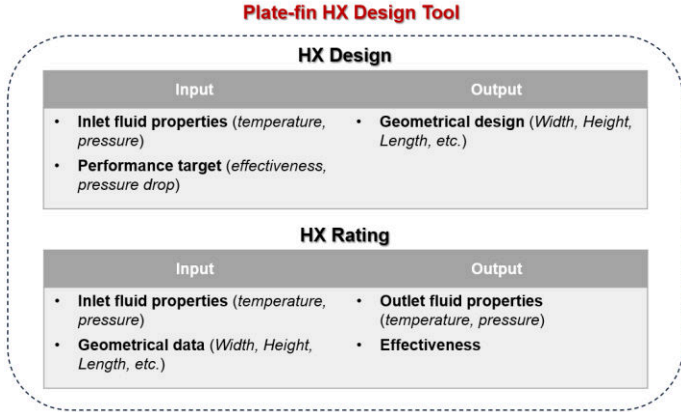 Plate-fin HX Design Tool
HX Design
Input
Output
• Inlet fluid properties (temperature,
pressure)
• Performance target (effectiveness,
pressure drop)
• Geometrical design (Width, Height,
Length, etc.)
HX Rating
Input
Output
• Inlet fluid properties (temperature,
pressure)
• Geometrical data (Width, Height,
Length, etc.)
• Outlet fluid properties
(temperature, pressure)
• Effectiveness